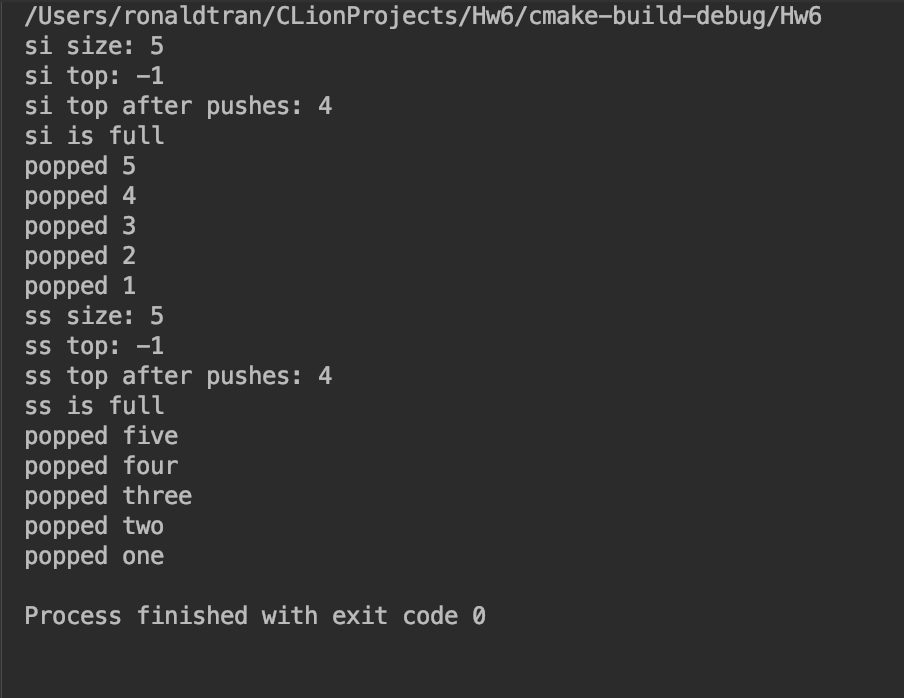 /Users/ronaldtran/CLionProjects/Hw6/cmake-build-debug/Hw6
si size: 5
si top: -1
si top after pushes: 4
si is full
popped 5
popped 4
popped 3
popped 2
popped 1
ss size: 5
ss top: -1
ss top after pushes: 4
ss is full
popped five
popped four
popped three
popped two
popped one
Process finished with exit code 0